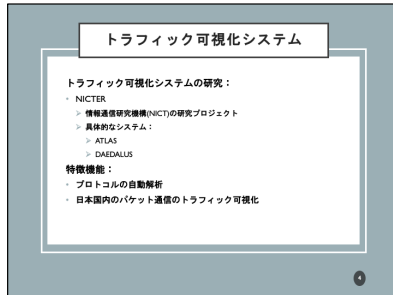 トラフィック可視化システム
トラフィック可視化システムの研究：
• NICTER
➢ 情報通信研究機構(NICT)の研究プロジェクト
➢ 具体的なシステム：
➢ ATLAS
➢ DAEDALUS
特徴機能：
• プロトコルの自動解析
• 日本国内のパケット通信のトラフィック可視化
4